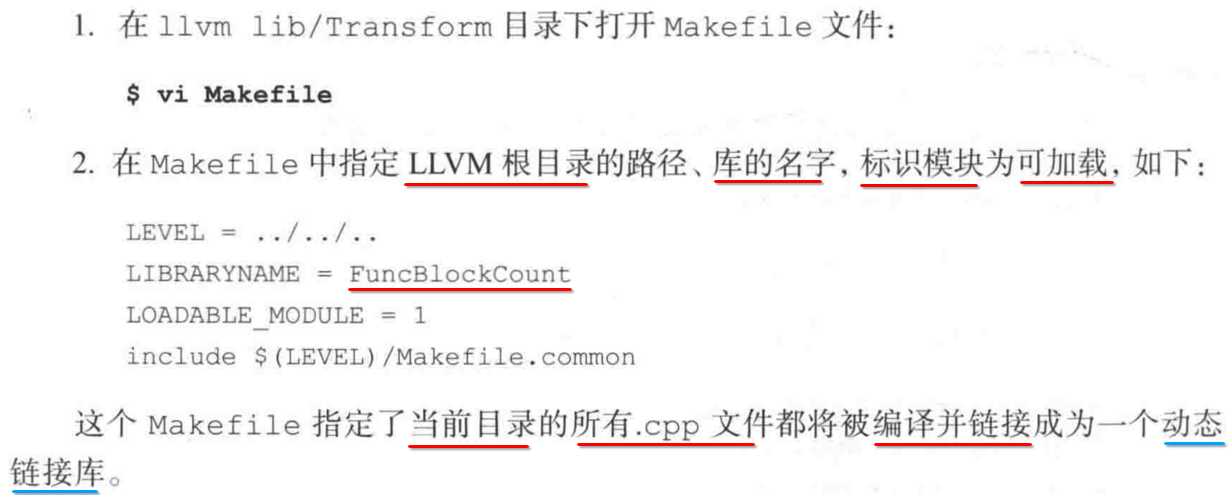 1. 在 llvm lib/Transform 目录下打开 Makefile 文件:
$ vi Makefile
2. 在 Makefile 中指定 LLVM 根目录的路径、库的名字，标识模块为可加载，如下:
LEVEL = ../../..
LIBRARYNAME = FuncBlockCount
LOADABLE_MODULE = 1
include $(LEVEL)/Makefile.common
这个 Makefile 指定了当前目录的所有.cpp 文件都将被编译并链接成为一个动态
链接库。